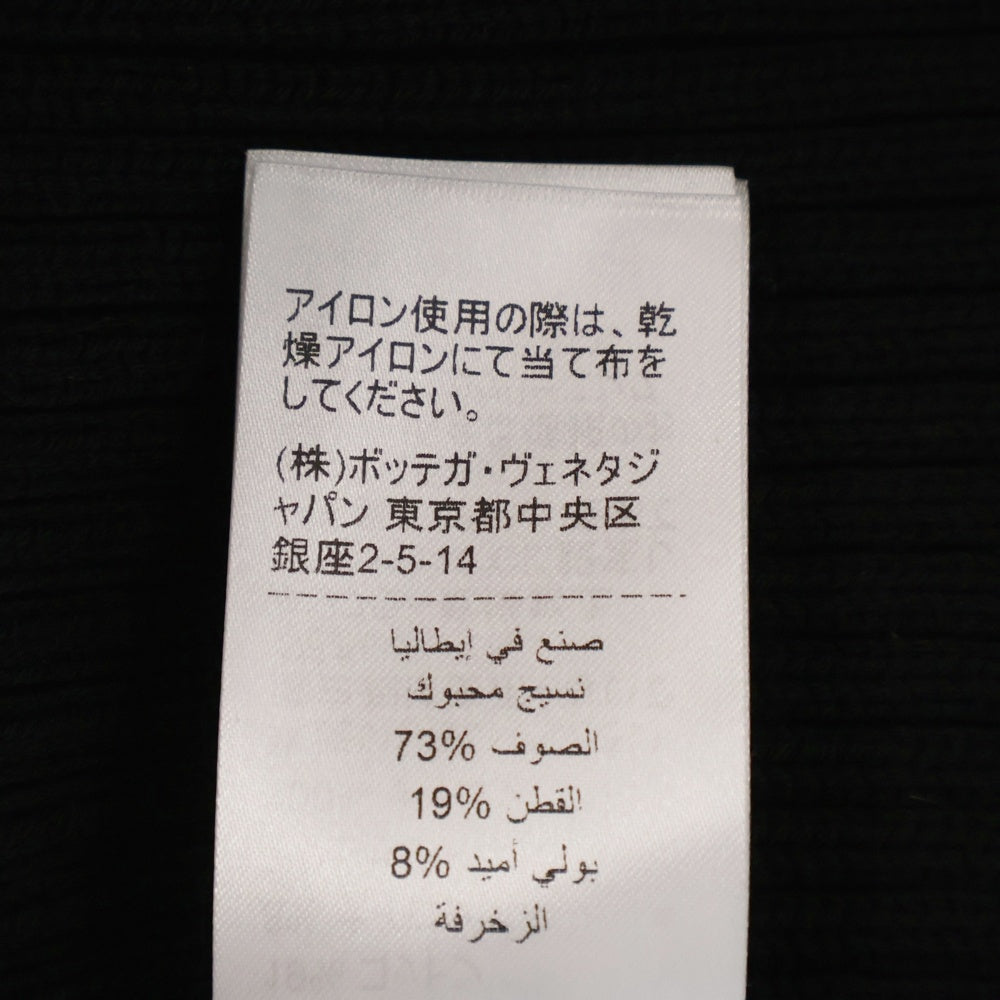 アイロン使用の際は、乾
燥アイロンにて当て布を
してください。
(株)ボッテガ・ヴェネタジ
ャパン 東京都中央区
銀座2-5-14
صنع في إيطاليا
نسيج محبوك
الصوف 73%
القطن 19%
بولي أميد 8%
الزخرفة